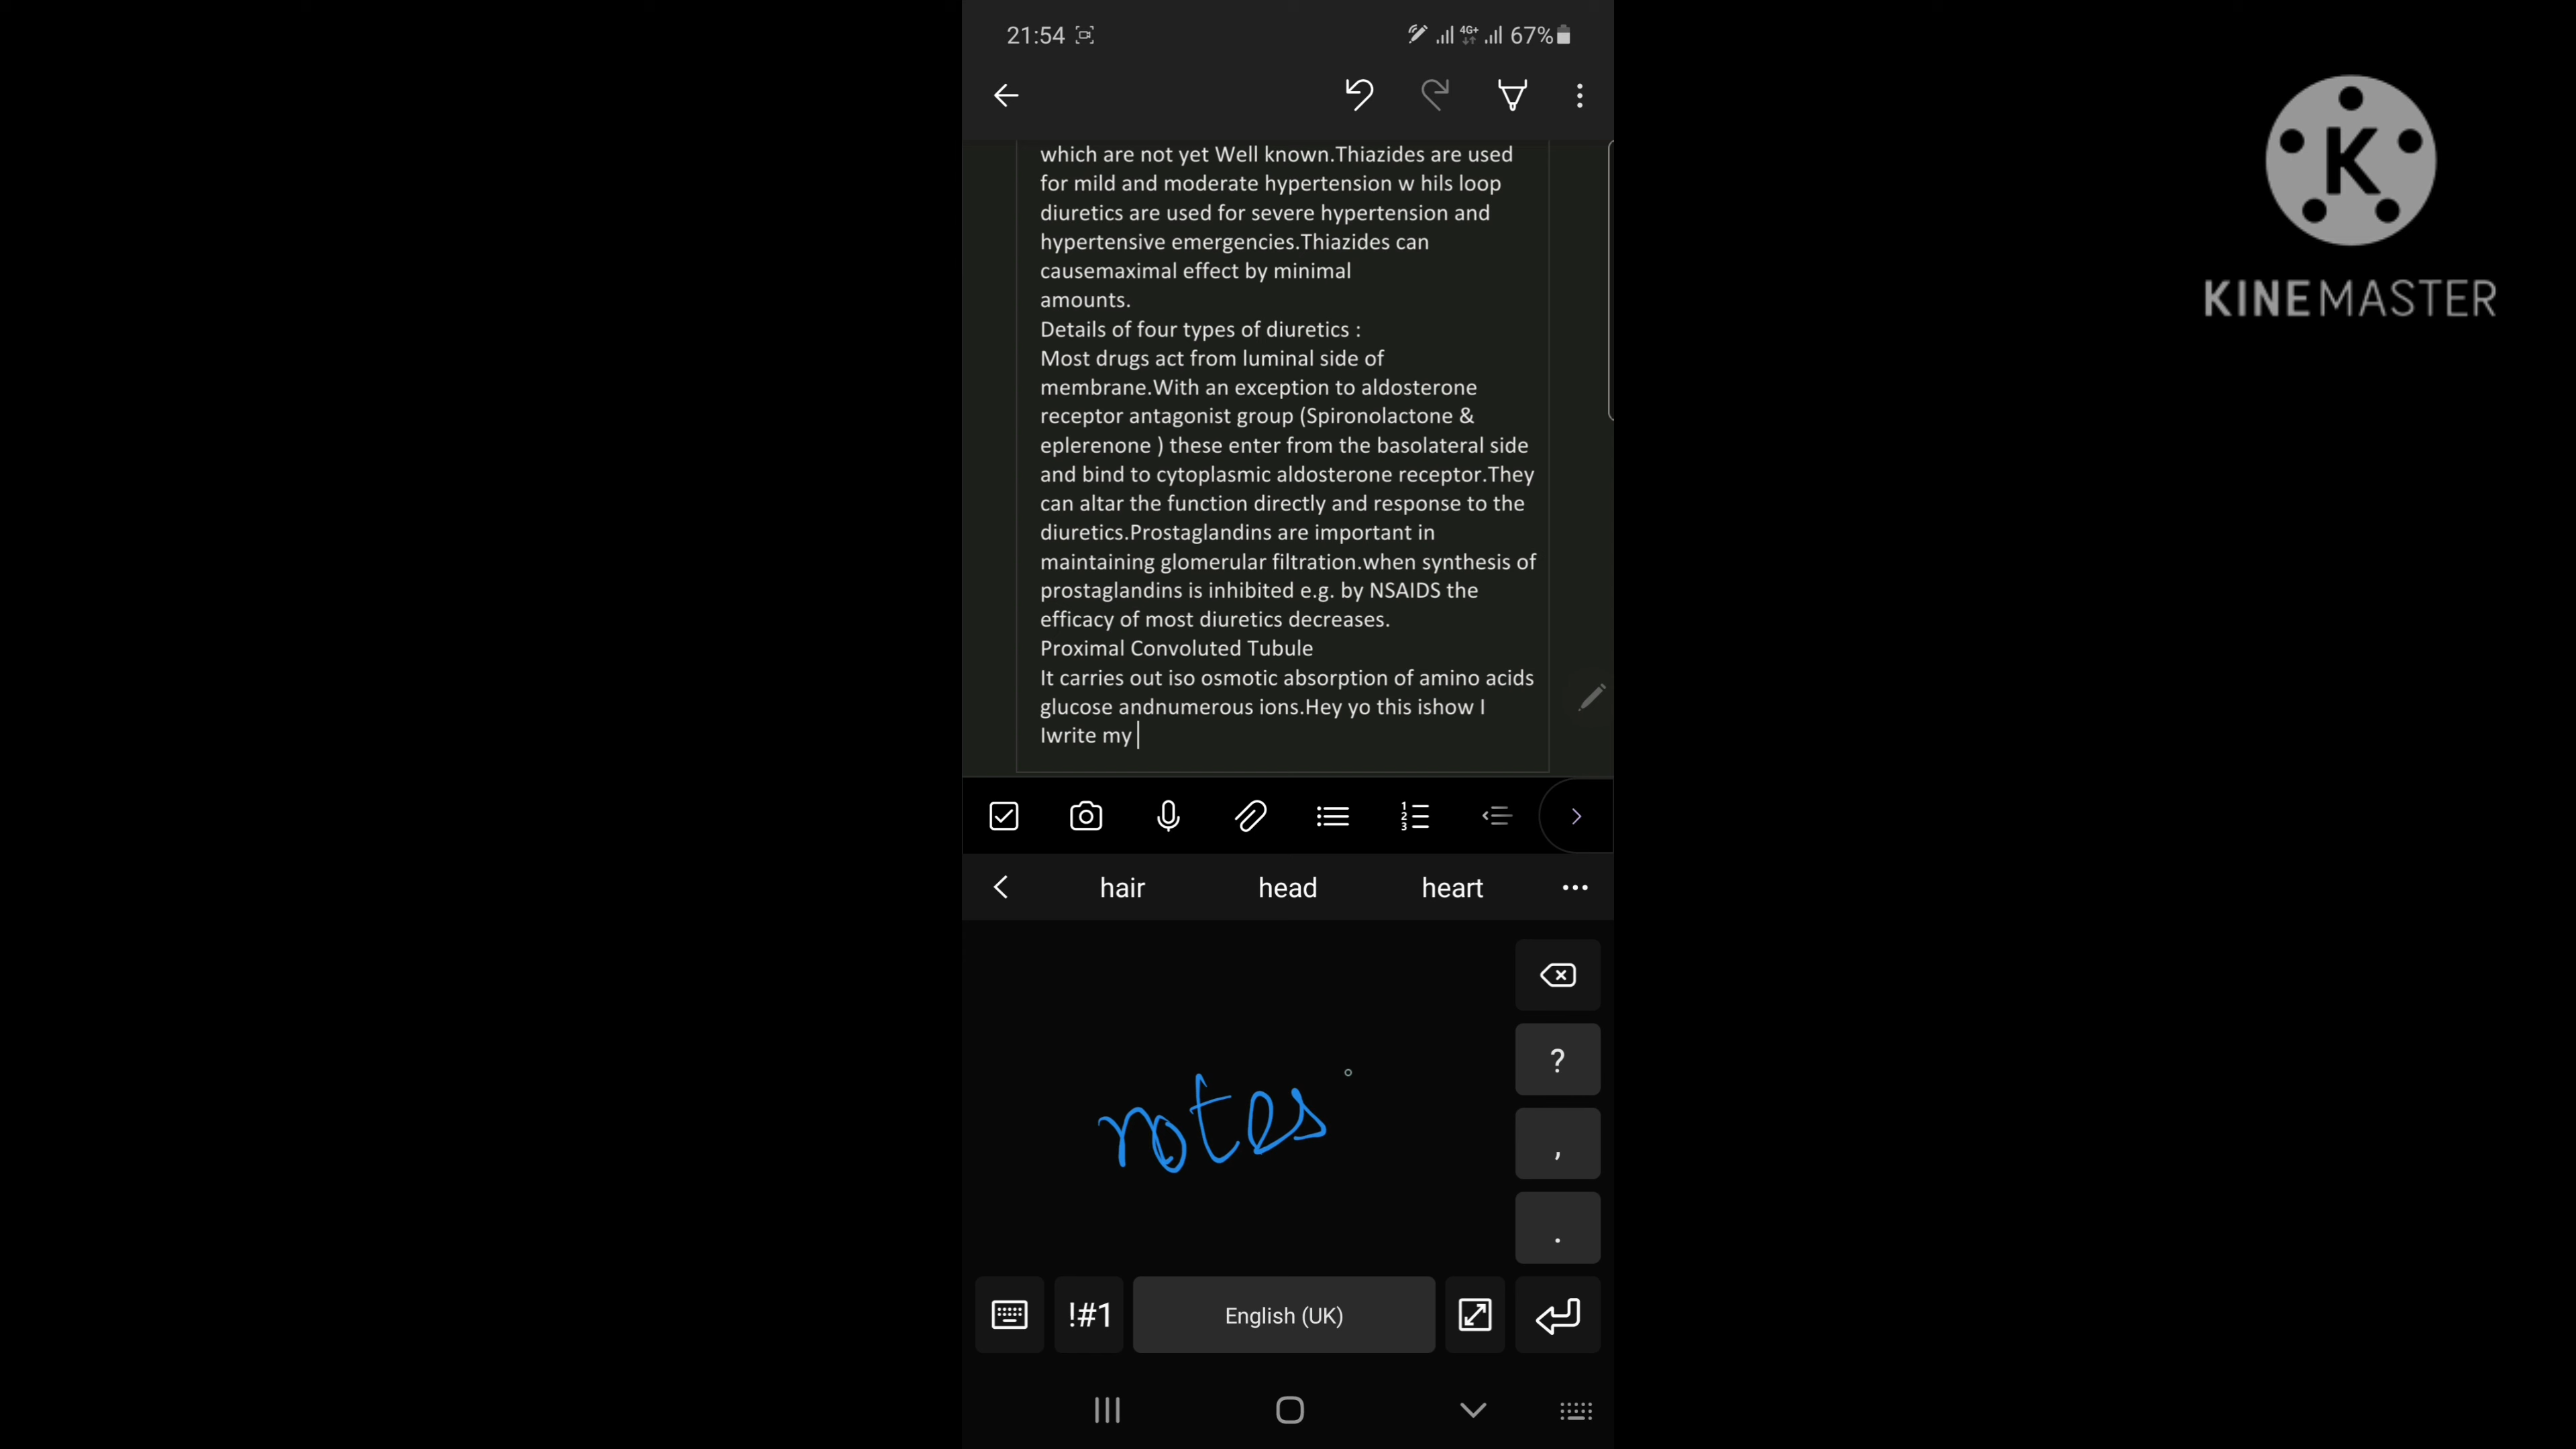 21:54
4G+
67%
which are not yet Well known.Thiazides are used
for mild and moderate hypertension w hils loop
diuretics are used for severe hypertension and
hypertensive emergencies.Thiazides can
causemaximal effect by minimal
amounts.
Details of four types of diuretics :
Most drugs act from luminal side of
membrane.With an exception to aldosterone
receptor antagonist group (Spironolactone &
eplerenone ) these enter from the basolateral side
and bind to cytoplasmic aldosterone receptor.They
can altar the function directly and response to the
diuretics.Prostaglandins are important in
maintaining glomerular filtration.when synthesis of
prostaglandins is inhibited e.g. by NSAIDS the
efficacy of most diuretics decreases.
Proximal Convoluted Tubule
It carries out iso osmotic absorption of amino acids
glucose andnumerous ions.Hey yo this ishow I
Iwrite my
hair head heart
notes
?
,
.
!#1 English (UK)
K
KINEMASTER